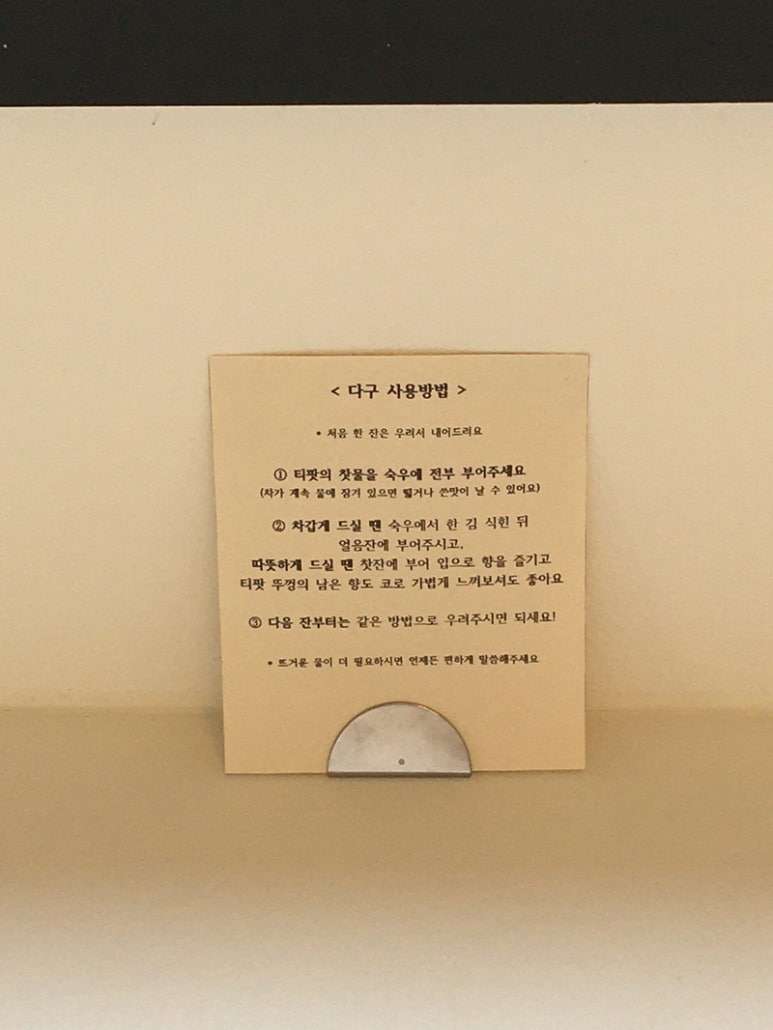 < 다구 사용방법 >
* 처음 한 잔은 우려서 내어드려요
① 티팟의 찻물을 숙우에 전부 부어주세요
(차가 계속 물에 잠겨 있으면 떫거나 쓴맛이 날 수 있어요)
② 차갑게 드실 땐 숙우에서 한 김 식힌 뒤
얼음잔에 부어주시고,
따뜻하게 드실 땐 찻잔에 부어 입으로 향을 즐기고
티팟 뚜껑의 남은 향도 코로 가볍게 느껴보셔도 좋아요
③ 다음 잔부터는 같은 방법으로 우려주시면 되세요!
* 뜨거운 물이 더 필요하시면 언제든 편하게 말씀해주세요